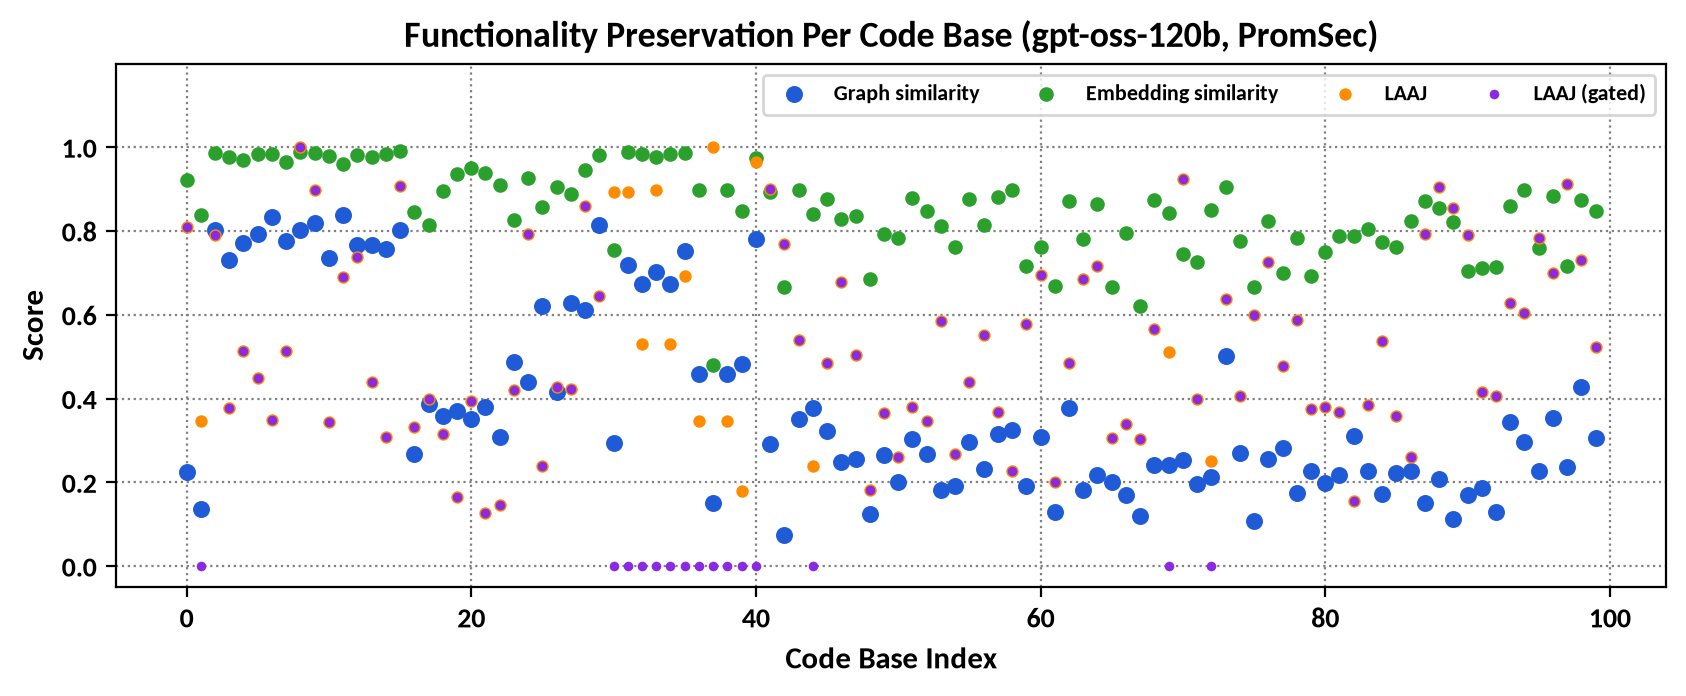 Functionality Preservation Per Code Base (gpt-oss-120b, PromSec)
Graph similarity Embedding similarity LAAJ LAAJ (gated)
1.0
0.8
0.6
0.4
0.2
0.0
Score
0 20 40 60 80 100
Code Base Index